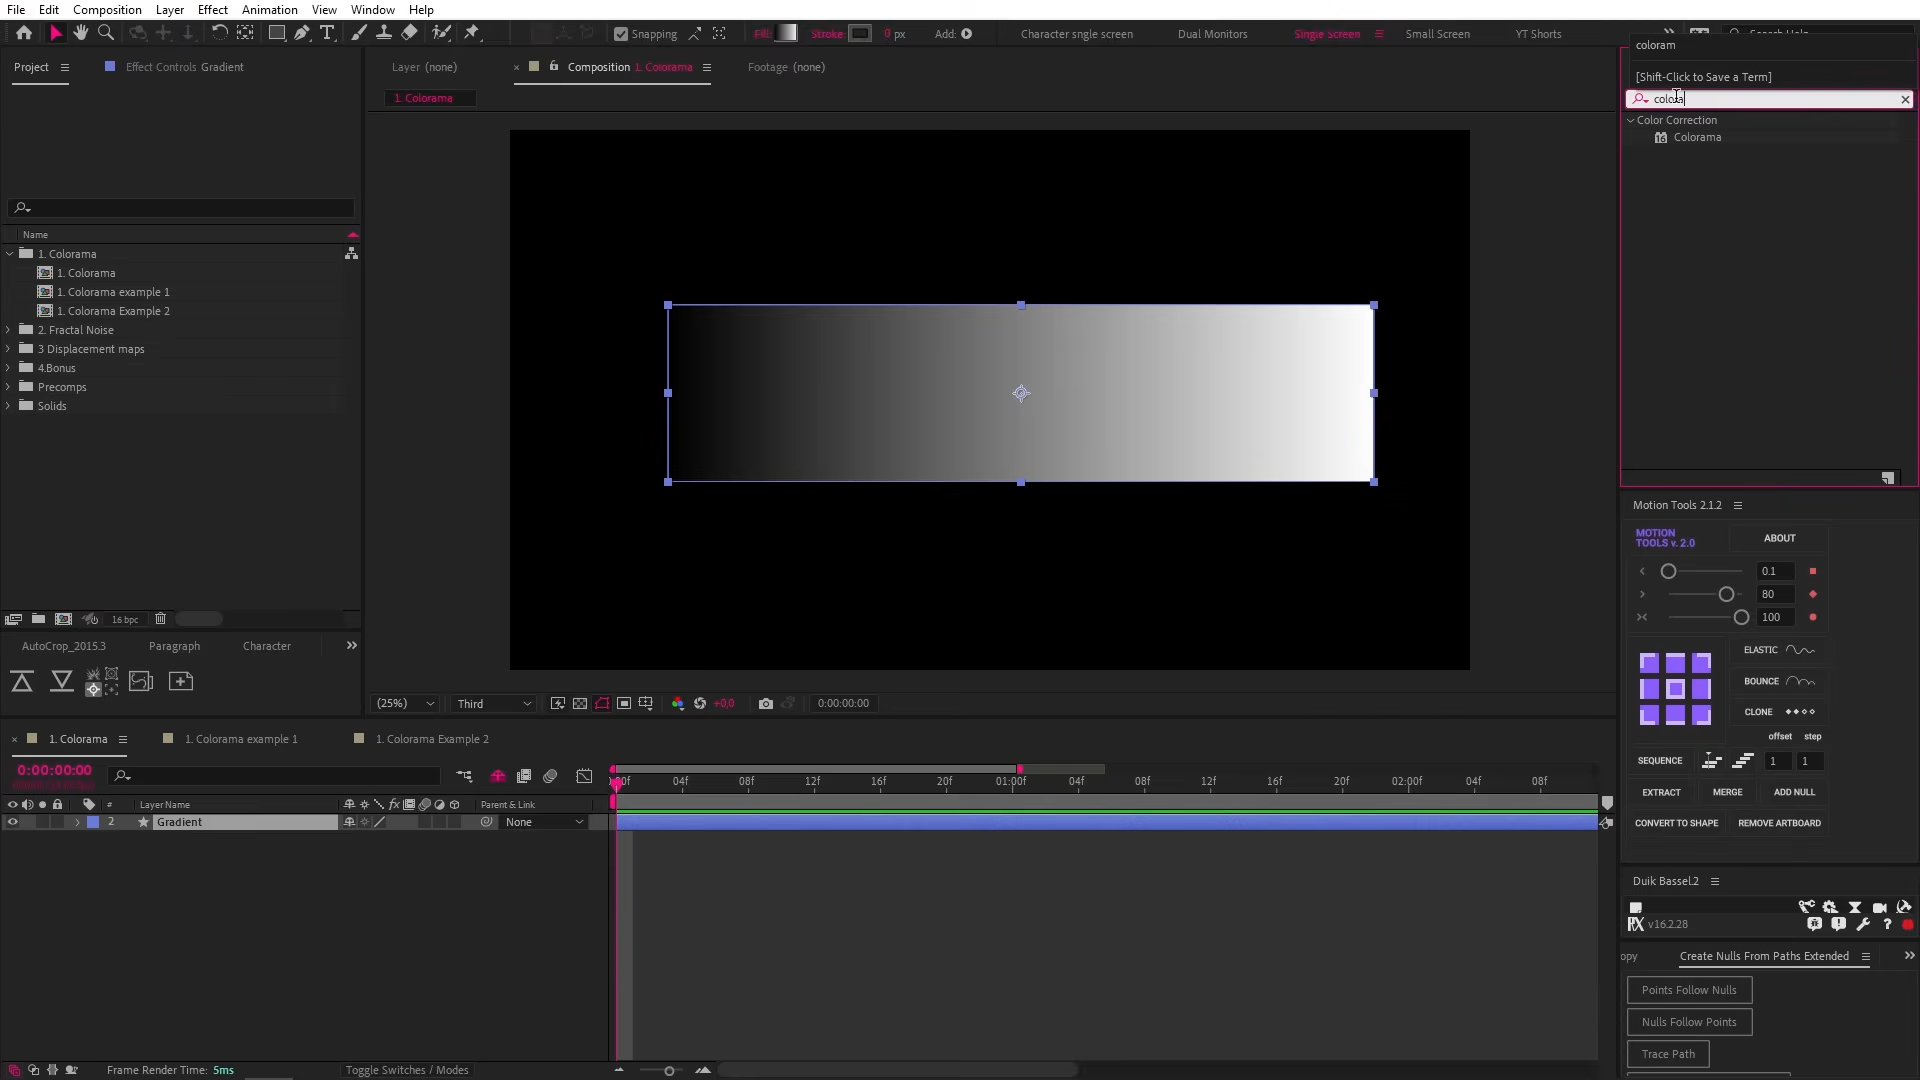 File Edit Composition Layer Effect Animation View Window Help
Snapping Fill: Stroke: 0 px Add: Character sngle screen Dual Monitors Single Screen Small Screen YT Shorts
Project Effect Controls Gradient
Layer (none) Composition 1. Colorama Footage (none)
1. Colorama
coloram
[Shift-Click to Save a Term]
colora
Color Correction
Colorama
Name
1. Colorama
1. Colorama
1. Colorama example 1
1. Colorama Example 2
2. Fractal Noise
3 Displacement maps
4.Bonus
Precomps
Solids
16 bpc
AutoCrop_2015.3 Paragraph Character
(25%) Third +0,0 0:00:00:00
Motion Tools 2.1.2
MOTION
TOOLS v. 2.0
ABOUT
0.1
80
100
ELASTIC
BOUNCE
CLONE
offset step
SEQUENCE 1 1
EXTRACT MERGE ADD NULL
CONVERT TO SHAPE REMOVE ARTBOARD
Duik Bassel.2
v16.2.28
opy Create Nulls From Paths Extended
Points Follow Nulls
Nulls Follow Points
Trace Path
1. Colorama 1. Colorama example 1 1. Colorama Example 2
0:00:00:00
04f 08f 12f 16f 20f 01:00f 04f 08f 12f 16f 20f 02:00f 04f 08f
# Layer Name Parent & Link
2 Gradient None
Frame Render Time: 5ms Toggle Switches / Modes